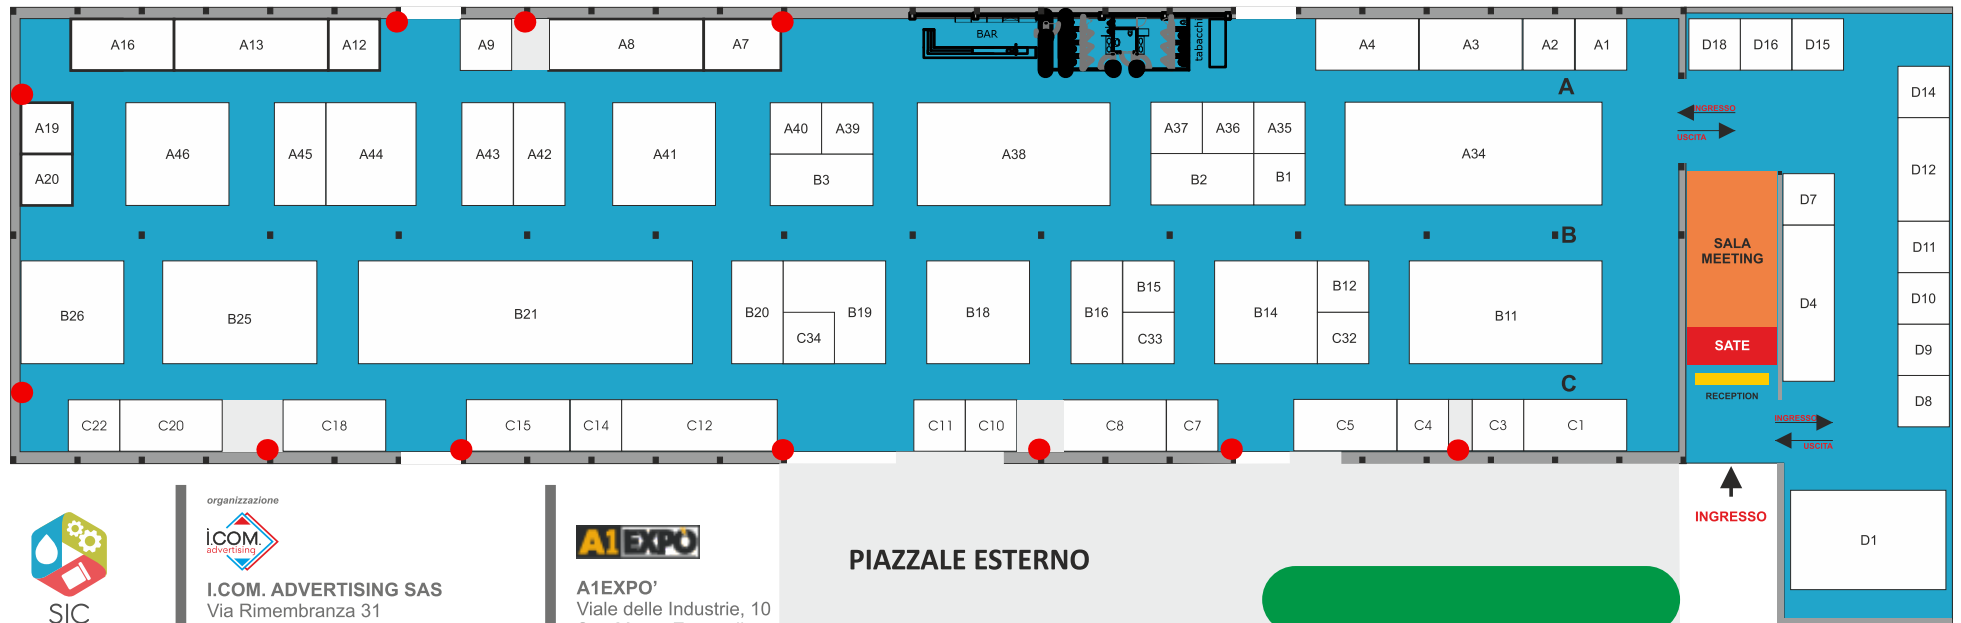 A16
A13
A12
A9
A8
A7
BAR
tabacchi
A4
A3
A2
A1
D18
D16
D15
A
D14
INGRESSO
USCITA
A19
A20
A46
A45
A44
A43
A42
A41
A40
A39
B3
A38
A37
A36
A35
B2
B1
A34
D12
D7
B
SALA
MEETING
D11
B26
B25
B21
B20
B19
C34
B18
B16
B15
C33
B14
B12
C32
B11
D4
D10
SATE
D9
C
RECEPTION
D8
C22
C20
C18
C15
C14
C12
C11
C10
C8
C7
C5
C4
C3
C1
INGRESSO
USCITA
INGRESSO
D1
SIC
organizzazione
i.COM.
advertising
I.COM. ADVERTISING SAS
Via Rimembranza 31
A1EXPÒ
A1EXPO’
Viale delle Industrie, 10
PIAZZALE ESTERNO